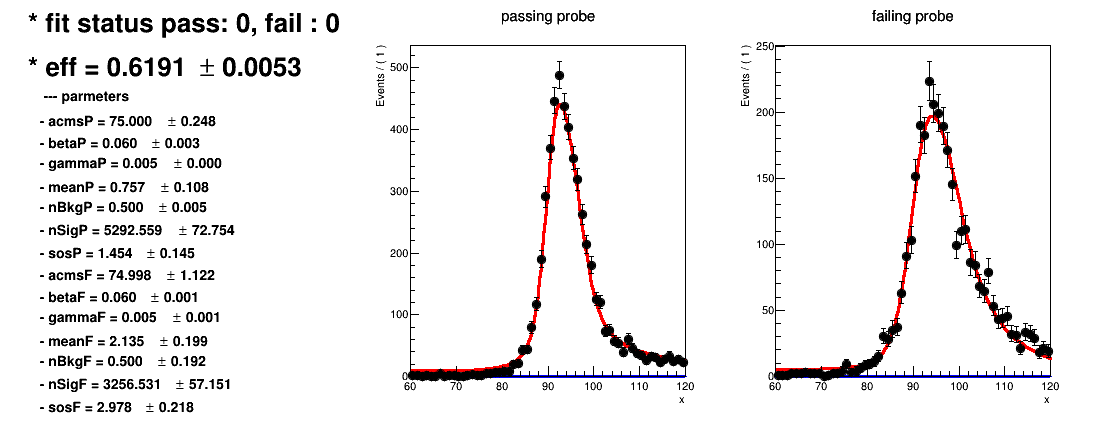 * fit status pass: 0, fail : 0
* eff = 0.6191 ± 0.0053
--- parmeters
- acmsP = 75.000 ± 0.248
- betaP = 0.060 ± 0.003
- gammaP = 0.005 ± 0.000
- meanP = 0.757 ± 0.108
- nBkgP = 0.500 ± 0.005
- nSigP = 5292.559 ± 72.754
- sosP = 1.454 ± 0.145
- acmsF = 74.998 ± 1.122
- betaF = 0.060 ± 0.001
- gammaF = 0.005 ± 0.001
- meanF = 2.135 ± 0.199
- nBkgF = 0.500 ± 0.192
- nSigF = 3256.531 ± 57.151
- sosF = 2.978 ± 0.218
passing probe
Events / ( 1 )
500
400
300
200
100
0
60 70 80 90 100 110 120
x
failing probe
Events / ( 1 )
250
200
150
100
50
0
60 70 80 90 100 110 120
x